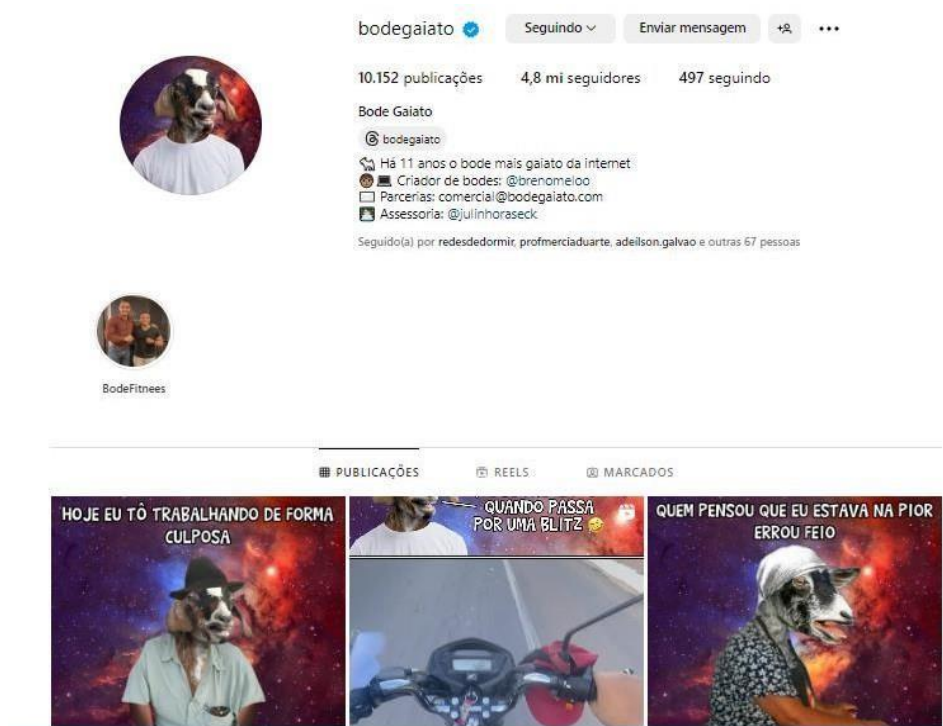 bodegaiato
Seguindo
Enviar mensagem
10.152 publicações 4,8 mi seguidores 497 seguindo
Bode Gaiato
bodegaiato
Há 11 anos o bode mais gaiato da internet
Criador de bodes: @brenomeloo
Parcerias: comercial@bodegaiato.com
Assessoria: @julinhoraseck
Seguido(a) por redesdedormir, profmerciaduarte, adeilson.galvao e outras 67 pessoas
BodeFitnees
PUBLICAÇÕES
REELS
MARCADOS
HOJE EU TÔ TRABALHANDO DE FORMA
CULPOSA
QUANDO PASSA
POR UMA BLITZ
QUEM PENSOU QUE EU ESTAVA NA PIOR
ERROU FEIO